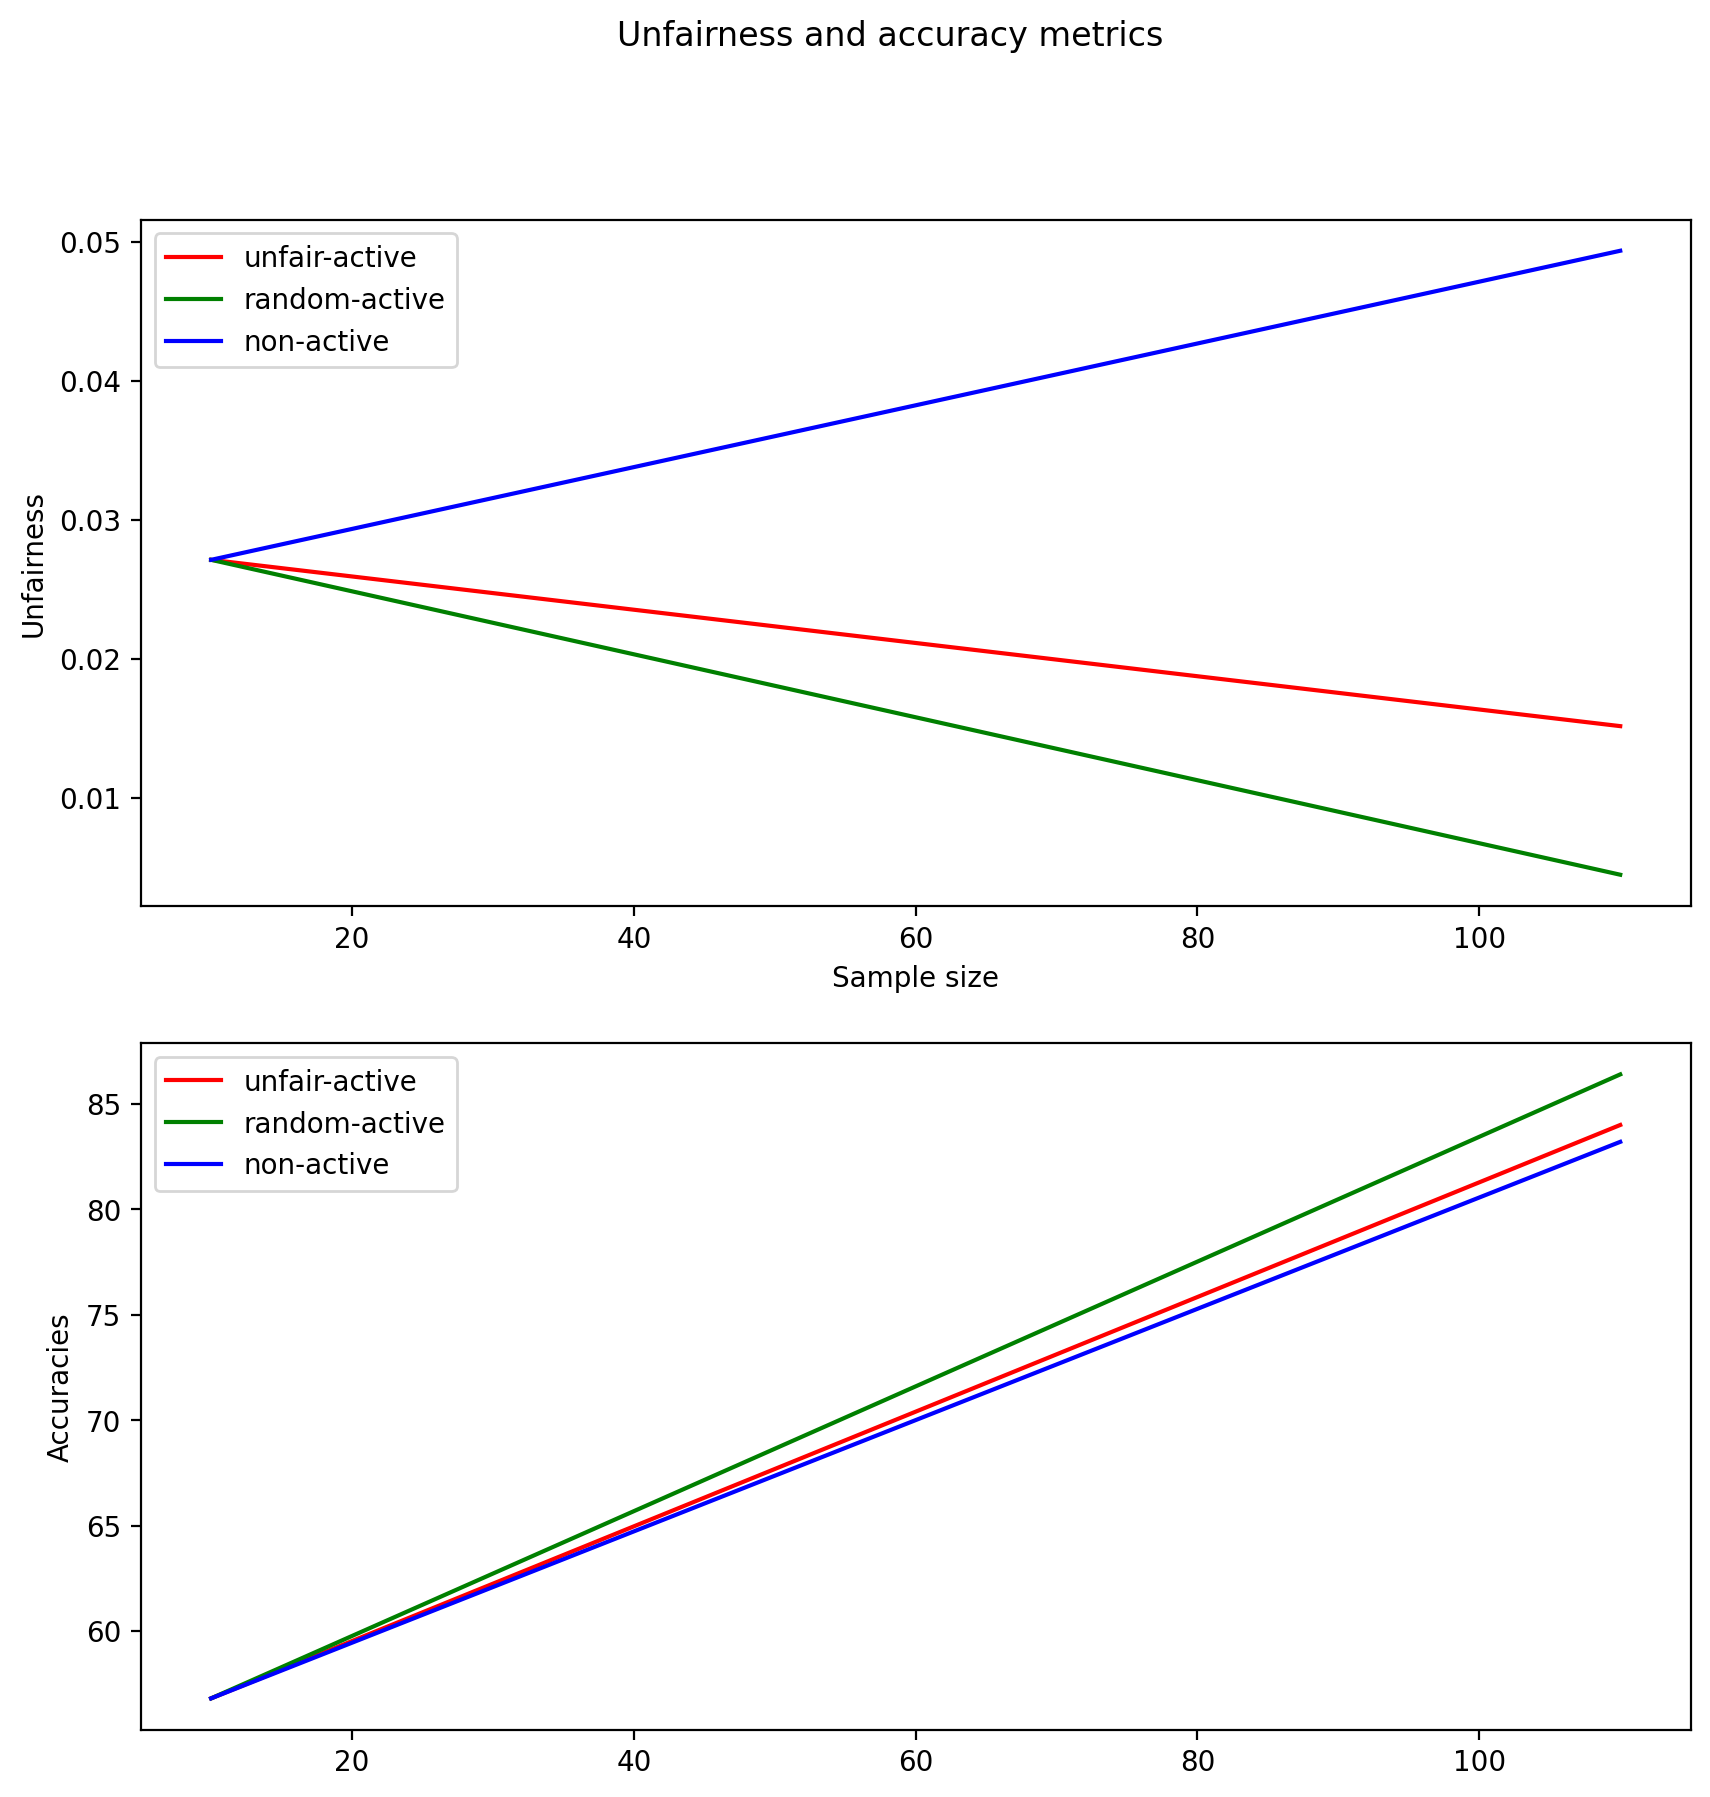 Unfairness and accuracy metrics
unfair-active
random-active
non-active
0.05
0.04
0.03
0.02
0.01
Unfairness
20 40 60 80 100
Sample size
unfair-active
random-active
non-active
85
80
75
70
65
60
Accuracies
20 40 60 80 100